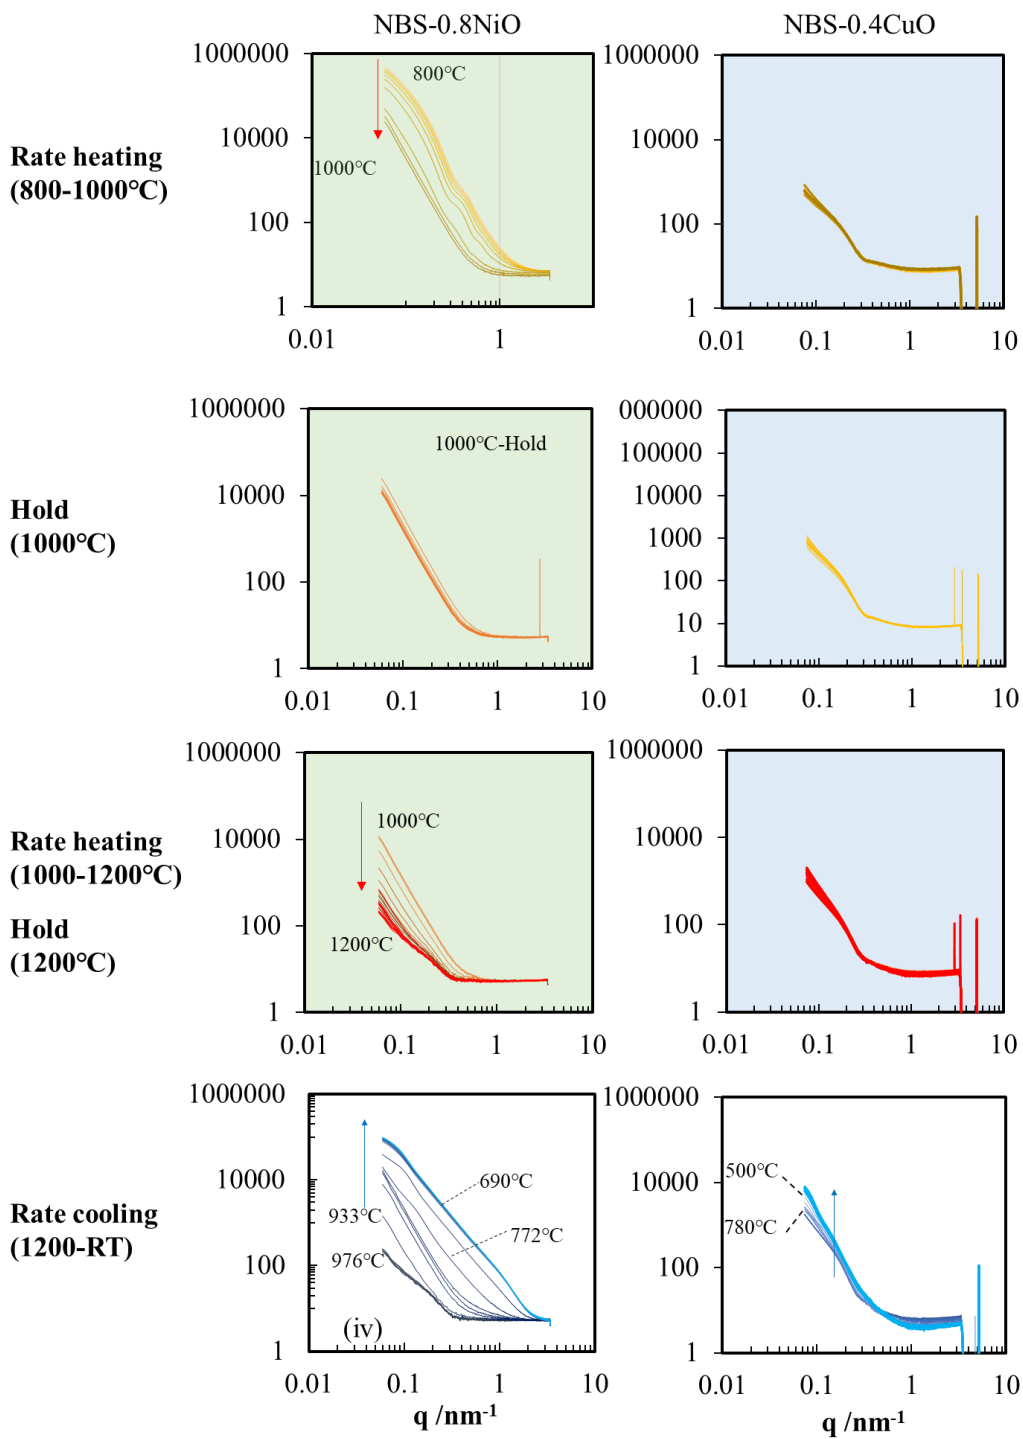 NBS-0.8NiO
NBS-0.4CuO
Rate heating
(800-1000°C)
1000000
10000
100
1
0.01
1
800°C
1000°C
1000000
10000
100
1
0.01
0.1
1
10
Hold
(1000°C)
1000000
10000
100
1
0.01
0.1
1
10
1000°C-Hold
000000
100000
10000
1000
100
10
1
0.01
0.1
1
10
Rate heating
(1000-1200°C)
Hold
(1200°C)
1000000
10000
100
1
0.01
0.1
1
10
1000°C
1200°C
1000000
10000
100
1
0.01
0.1
1
10
Rate cooling
(1200-RT)
1000000
10000
100
1
0.01
0.1
1
10
690°C
933°C
772°C
976°C
(iv)
q /nm-1
1000000
10000
100
1
0.01
0.1
1
10
500°C
780°C
q /nm-1